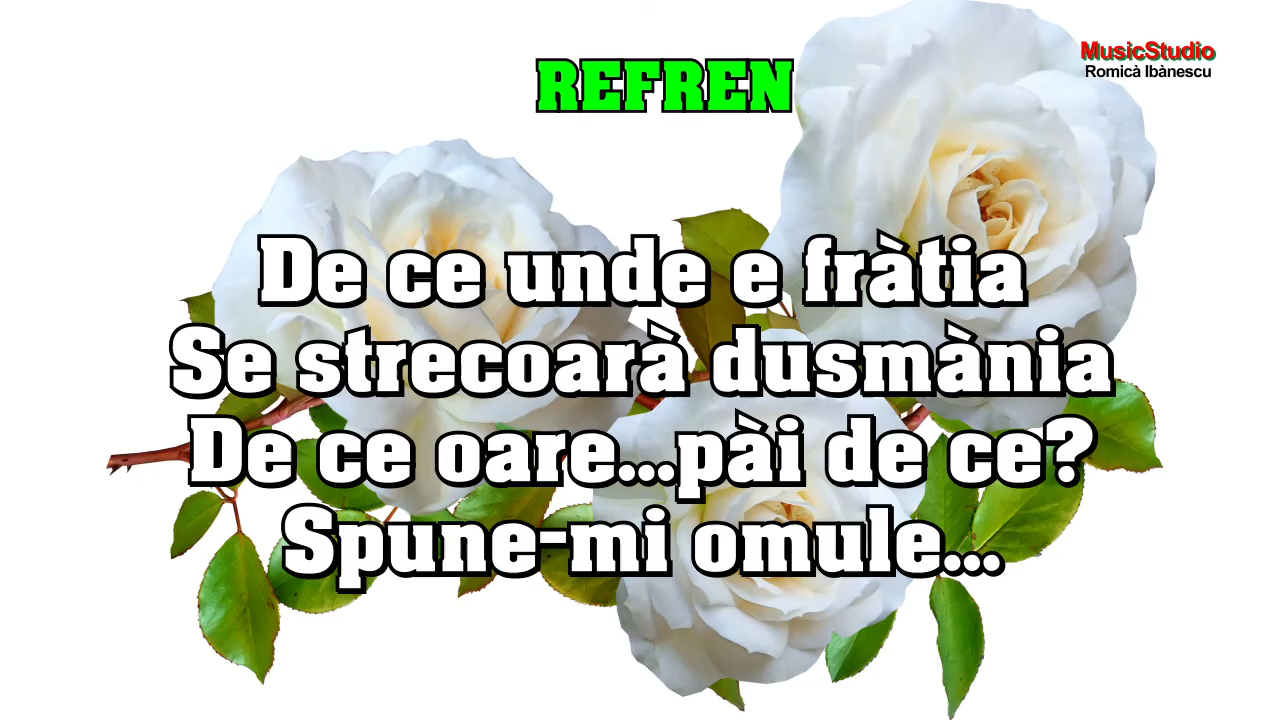 MusicStudio
Romicà Ibànescu
REFREN
De ce unde e fràtia
Se strecoarà dusmània
De ce oare...pài de ce?
Spune-mi omule...